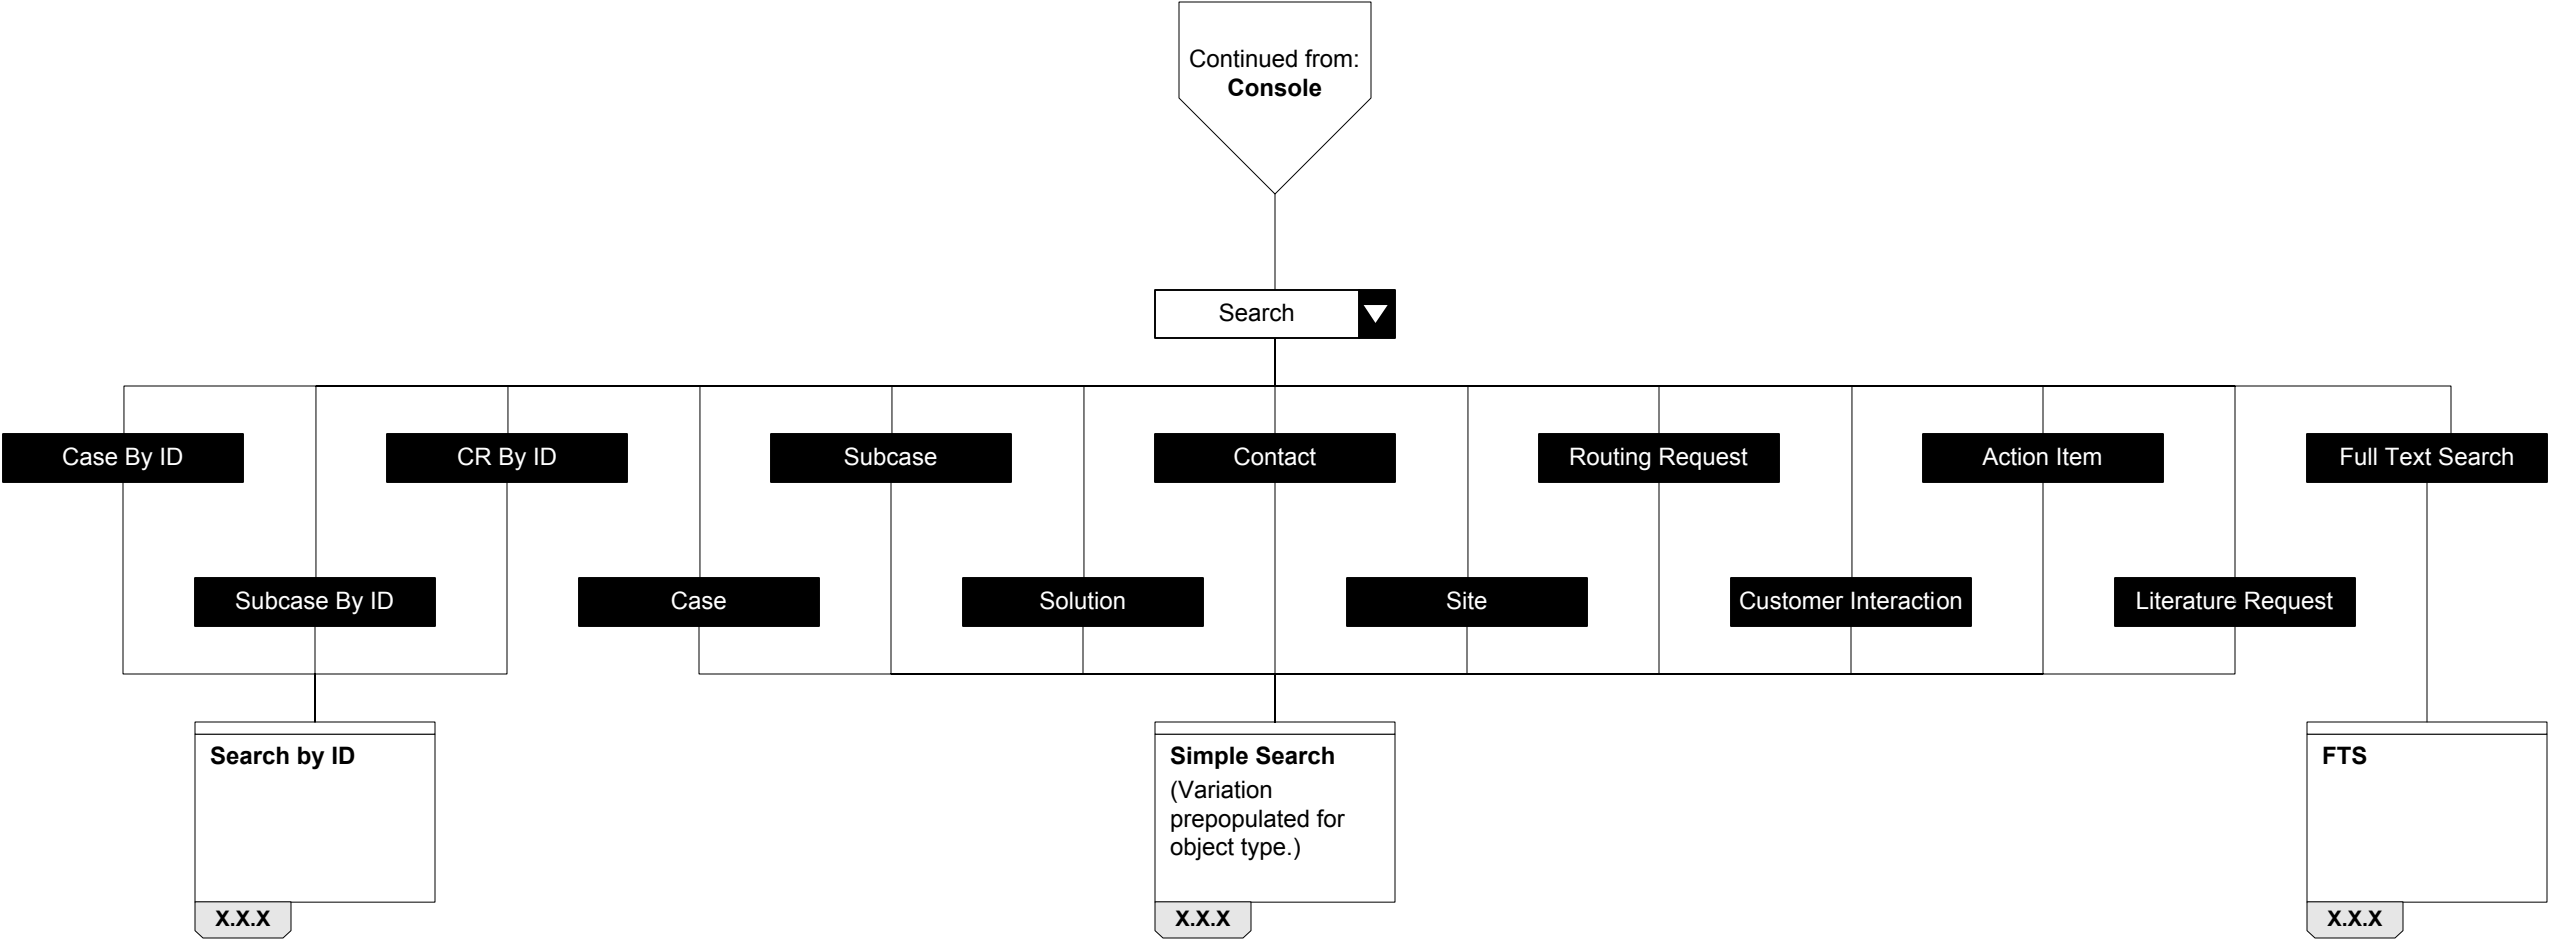 Continued from:
Console
Search
Case By ID
CR By ID
Subcase
Contact
Routing Request
Action Item
Full Text Search
Subcase By ID
Case
Solution
Site
Customer Interaction
Literature Request
Search by ID
X.X.X
Simple Search
(Variation
prepopulated for
object type.)
X.X.X
FTS
X.X.X